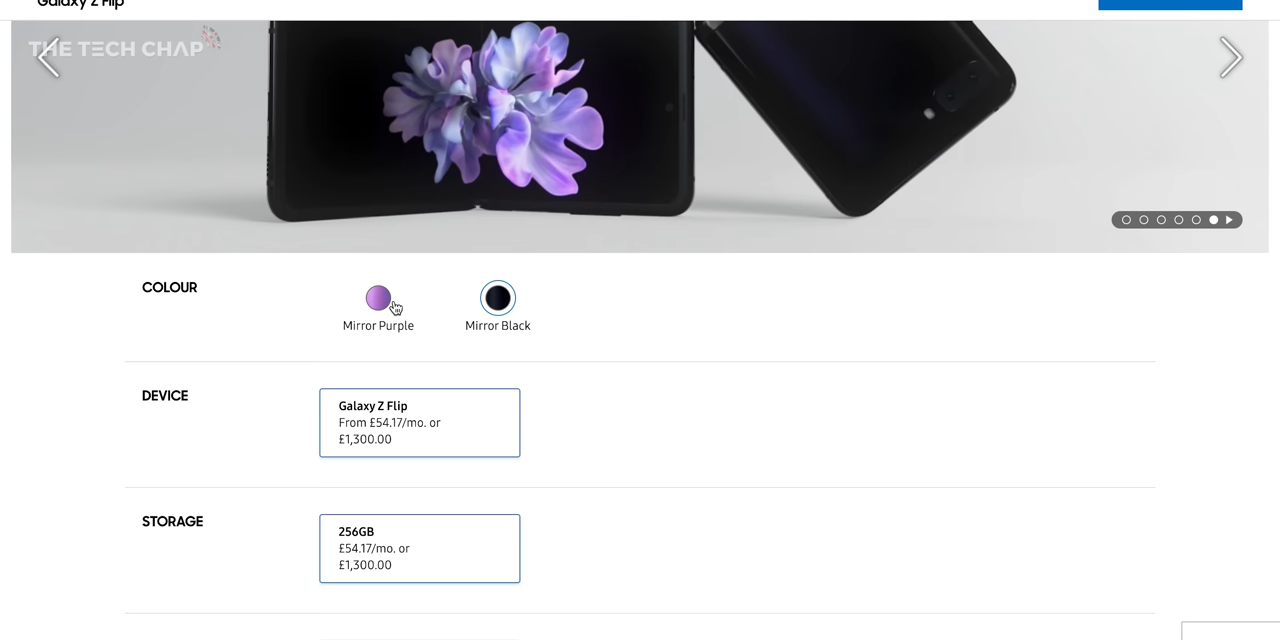 Galaxy Z Flip
THE TECH CHAP
COLOUR
Mirror Purple
Mirror Black
DEVICE
Galaxy Z Flip
From £54.17/mo. or
£1,300.00
STORAGE
256GB
£54.17/mo. or
£1,300.00